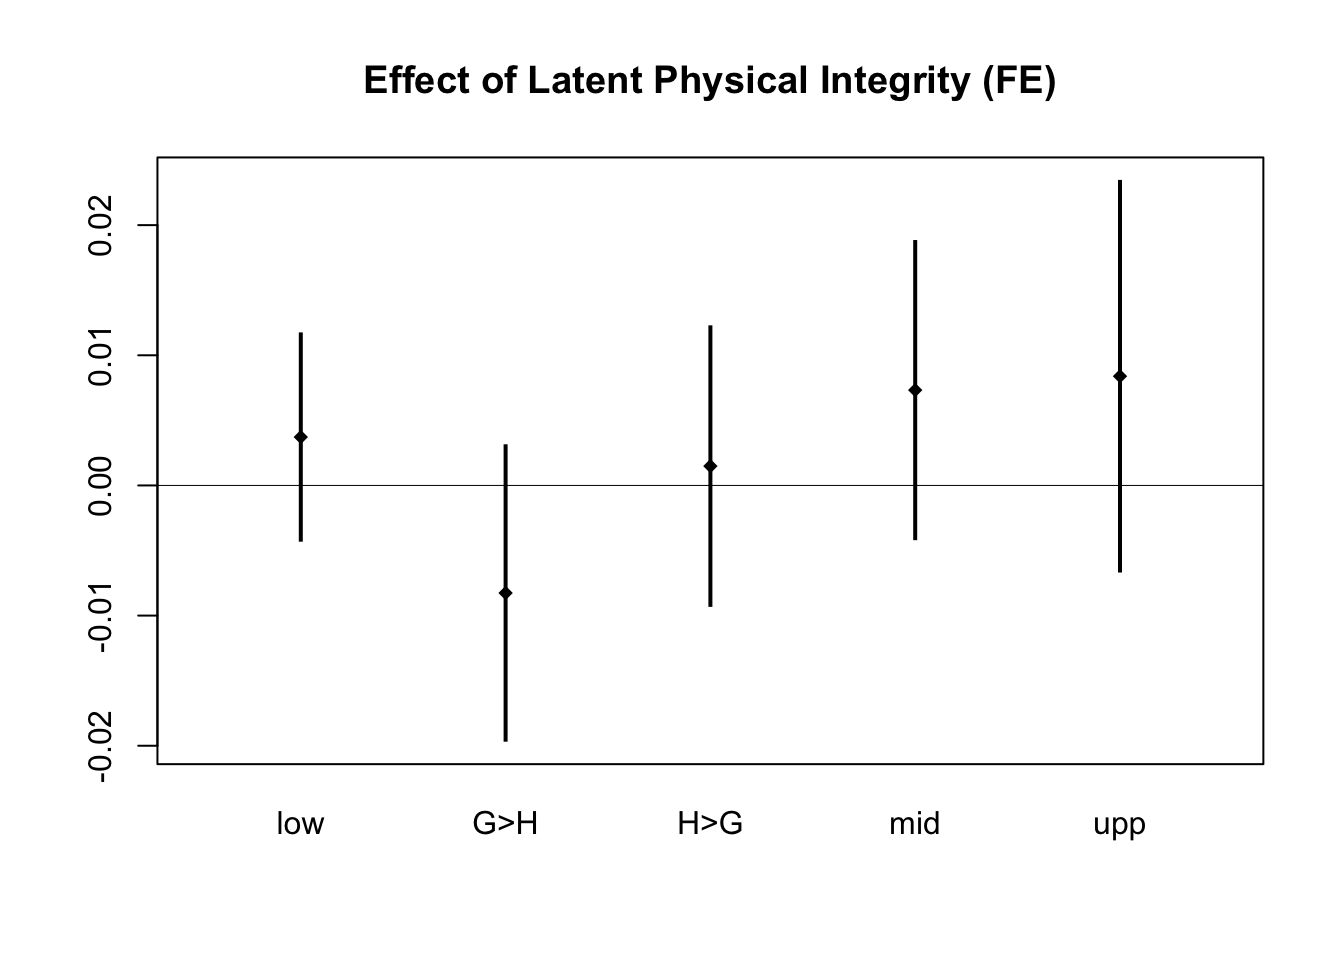 Effect of Latent Physical Integrity (FE)
0.02
0.01
0.00
-0.01
-0.02
low G>H H>G mid upp